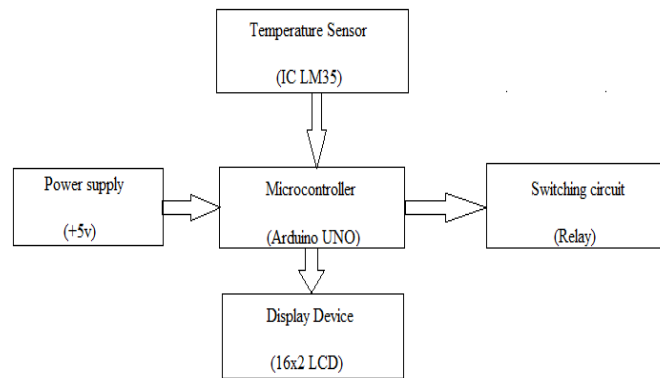 Temperature Sensor
(IC LM35)
Power supply
(+5v)
Microcontroller
(Arduino UNO)
Switching circuit
(Relay)
Display Device
(16x2 LCD)